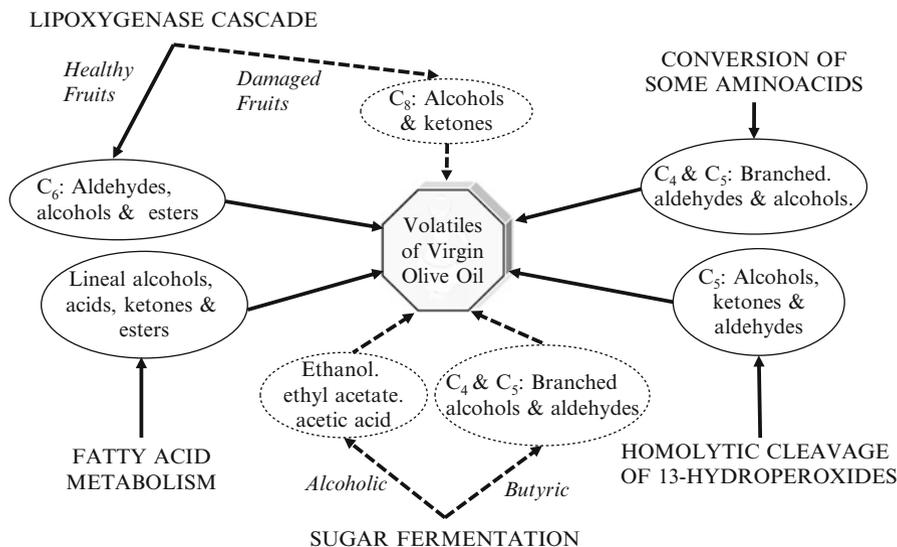 LIPOXYGENASE CASCADE
Healthy
Fruits
Damaged
Fruits
C₈: Alcohols
& ketones
CONVERSION OF
SOME AMINOACIDS
C₆: Aldehydes,
alcohols & esters
C₄ & C₅: Branched.
aldehydes & alcohols.
Volatiles
of Virgin
Olive Oil
Lineal alcohols,
acids, ketones &
esters
C₅: Alcohols,
ketones &
aldehydes
Ethanol.
ethyl acetate.
acetic acid
C₄ & C₅: Branched
alcohols & aldehydes
FATTY ACID
METABOLISM
HOMOLYTIC CLEAVAGE
OF 13-HYDROPEROXIDES
Alcoholic
Butyric
SUGAR FERMENTATION